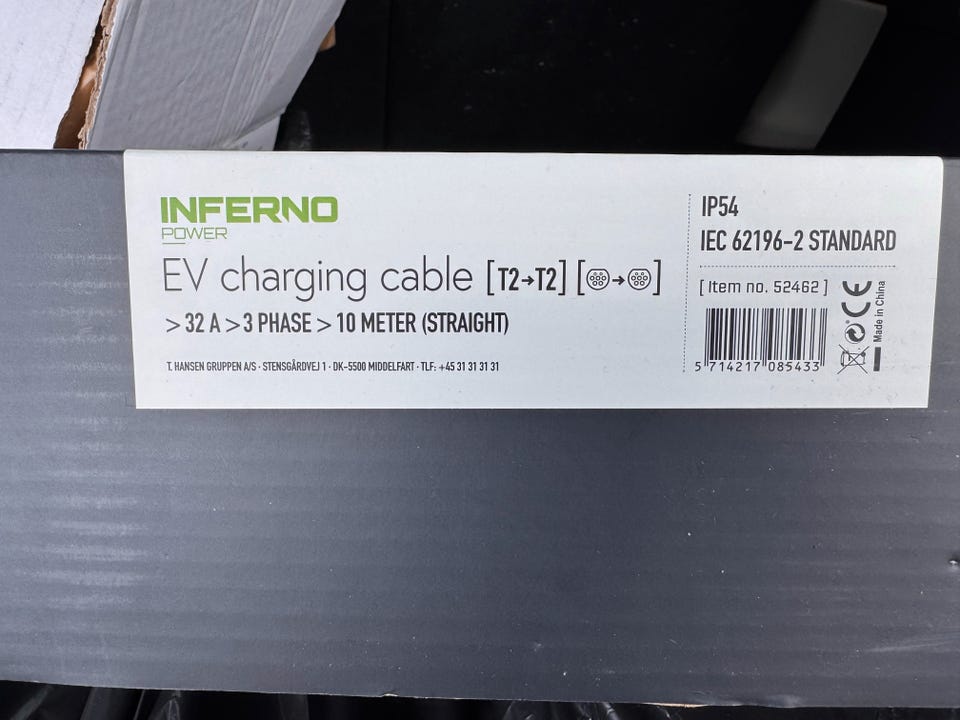 INFERNO
POWER
EV charging cable [T2→T2]
> 32 A > 3 PHASE > 10 METER (STRAIGHT)
T. HANSEN GRUPPEN A/S · STENSGÅRDVEJ 1 · DK-5500 MIDDELFART · TLF: +45 31 31 31 31
IP54
IEC 62196-2 STANDARD
[ Item no. 52462 ]
5 714217 085433
CE
Made in China